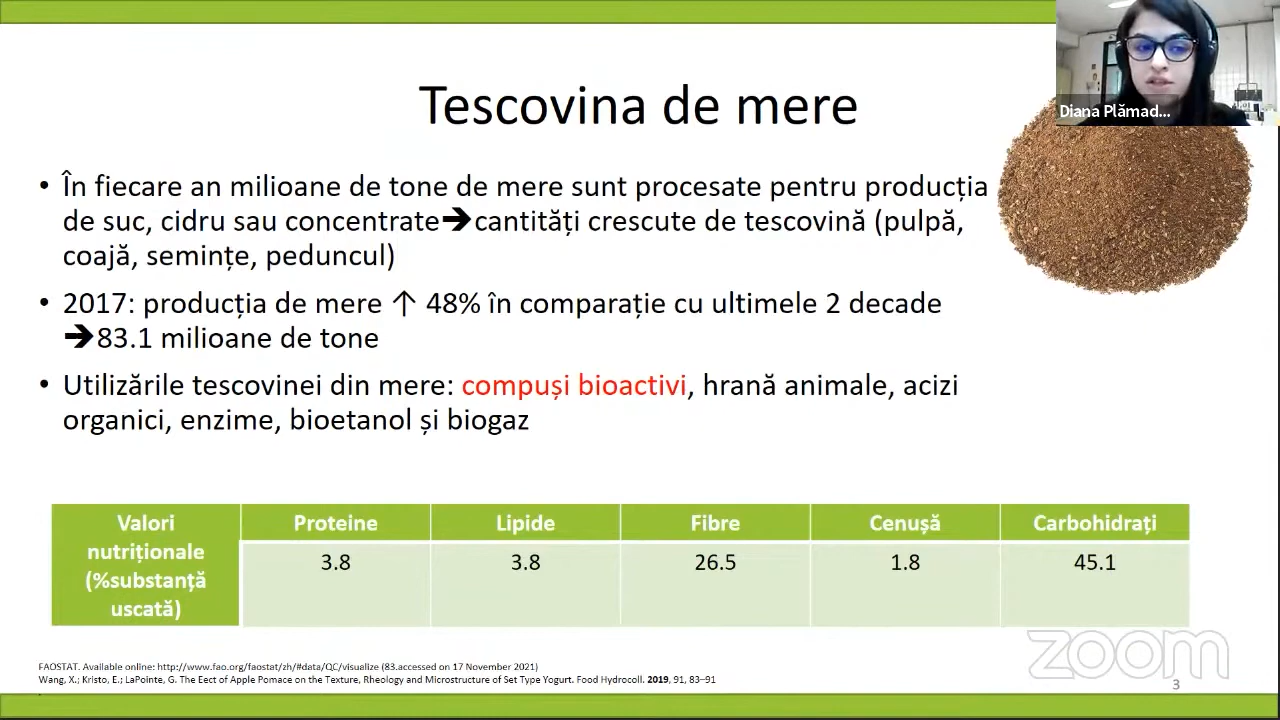 Tescovina de mere
Diana Plămad...
• În fiecare an milioane de tone de mere sunt procesate pentru producția
de suc, cidru sau concentrate➔cantități crescute de tescovină (pulpă,
coajă, semințe, peduncul)
• 2017: producția de mere ↑ 48% în comparație cu ultimele 2 decade
➔83.1 milioane de tone
• Utilizările tescovinei din mere: compuși bioactivi, hrană animale, acizi
organici, enzime, bioetanol și biogaz
Valori
nutriționale
(%substanță
uscată)
Proteine Lipide Fibre Cenușă Carbohidrați
3.8 3.8 26.5 1.8 45.1
zoom
FAOSTAT. Available online: http://www.fao.org/faostat/zh/#data/QC/visualize (83.accessed on 17 November 2021)
Wang, X.; Kristo, E.; LaPointe, G. The Eect of Apple Pomace on the Texture, Rheology and Microstructure of Set Type Yogurt. Food Hydrocoll. 2019, 91, 83–91
3